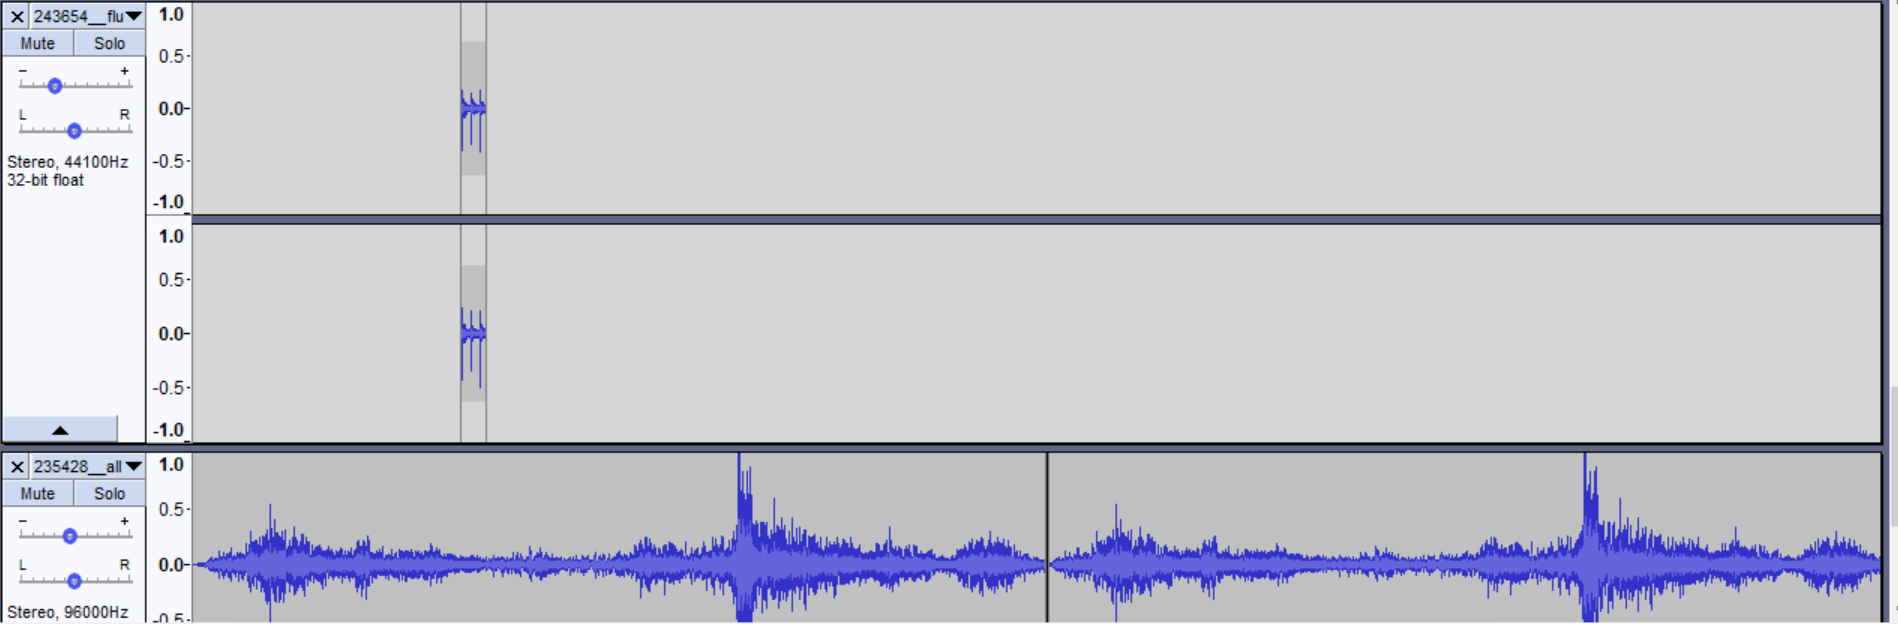 243654__flu
Mute Solo
- +
L R
Stereo, 44100Hz
32-bit float
1.0
0.5-
0.0-
-0.5-
-1.0
1.0
0.5-
0.0-
-0.5-
-1.0
235428__all
Mute Solo
- +
L R
Stereo, 96000Hz
1.0
0.5-
0.0-
-0.5-